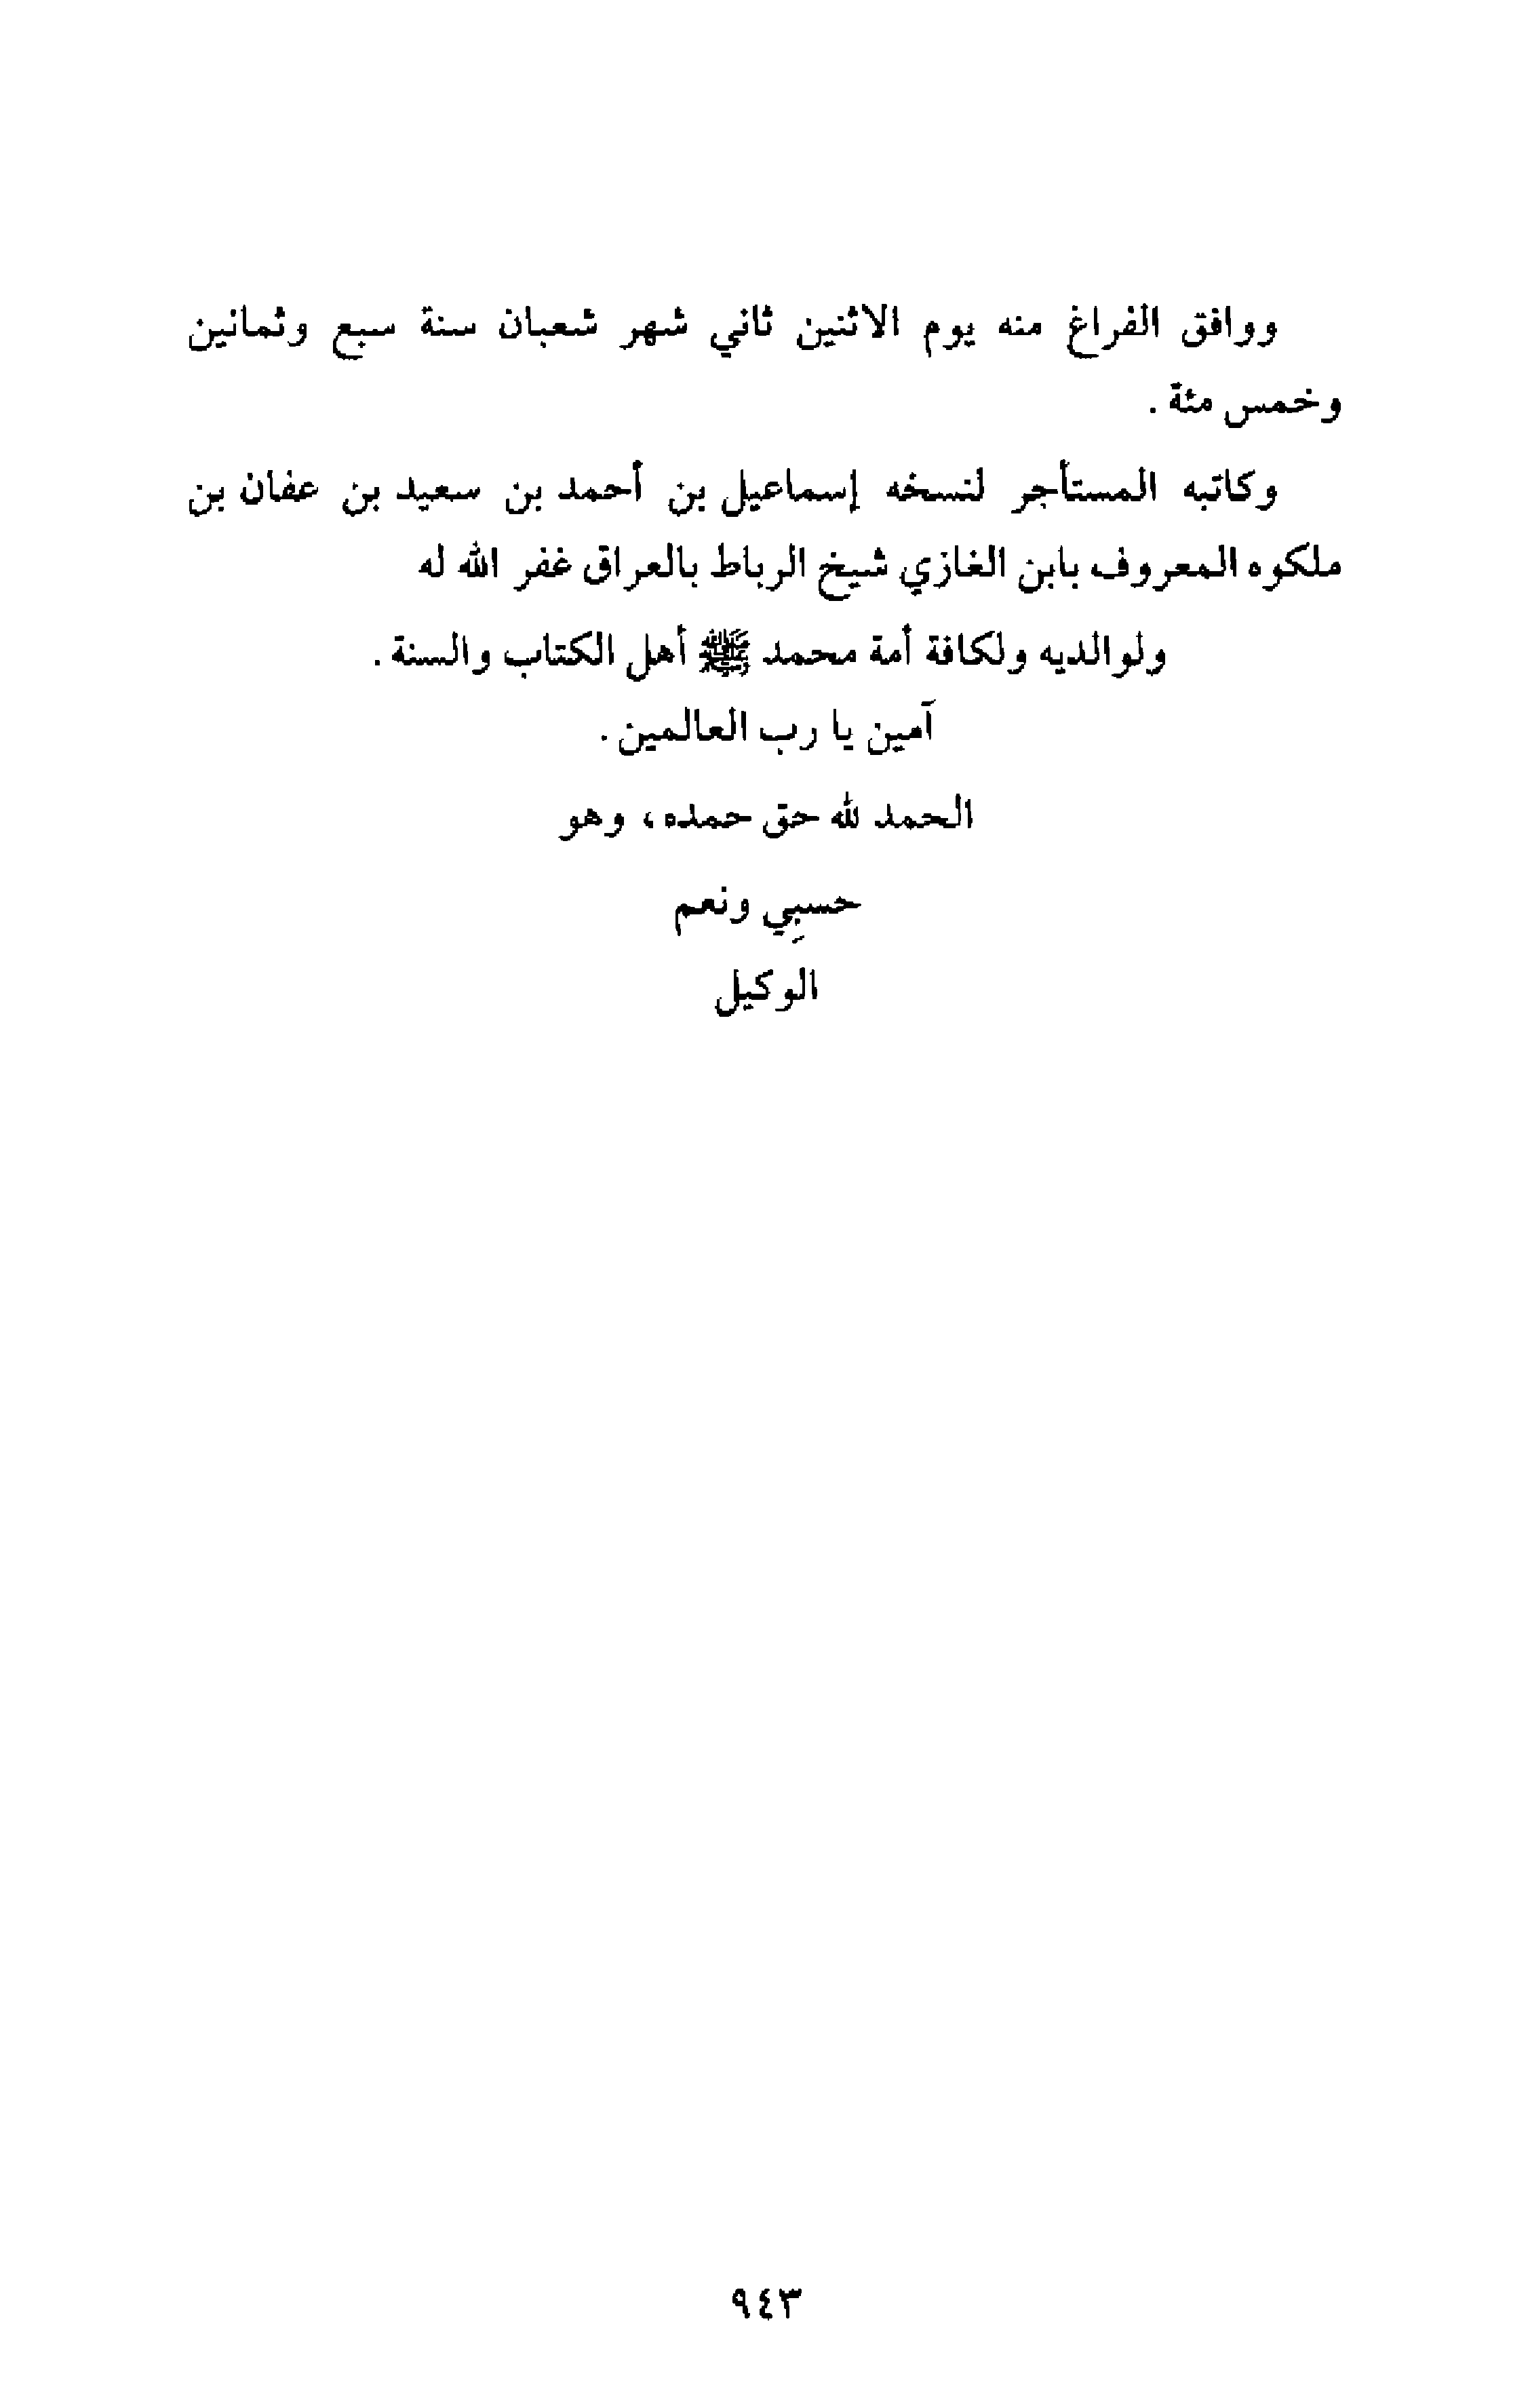 ووافق الفراغ منه يوم الاثنين ثاني شهر شعبان سنة سبع وثمانين
وخمس مئة .
وكاتبه المستأجر لنسخه إسماعيل بن أحمد بن سعيد بن عفان بن
ملكوه المعروف بابن الغازي شيخ الرباط بالعراق غفر الله له
ولوالديه ولكافة أمة محمد ﷺ أهل الكتاب والسنة .
آمين يا رب العالمين .
الحمد لله حق حمده ، وهو
حسبِي ونعم
الوكيل
٩٤٣